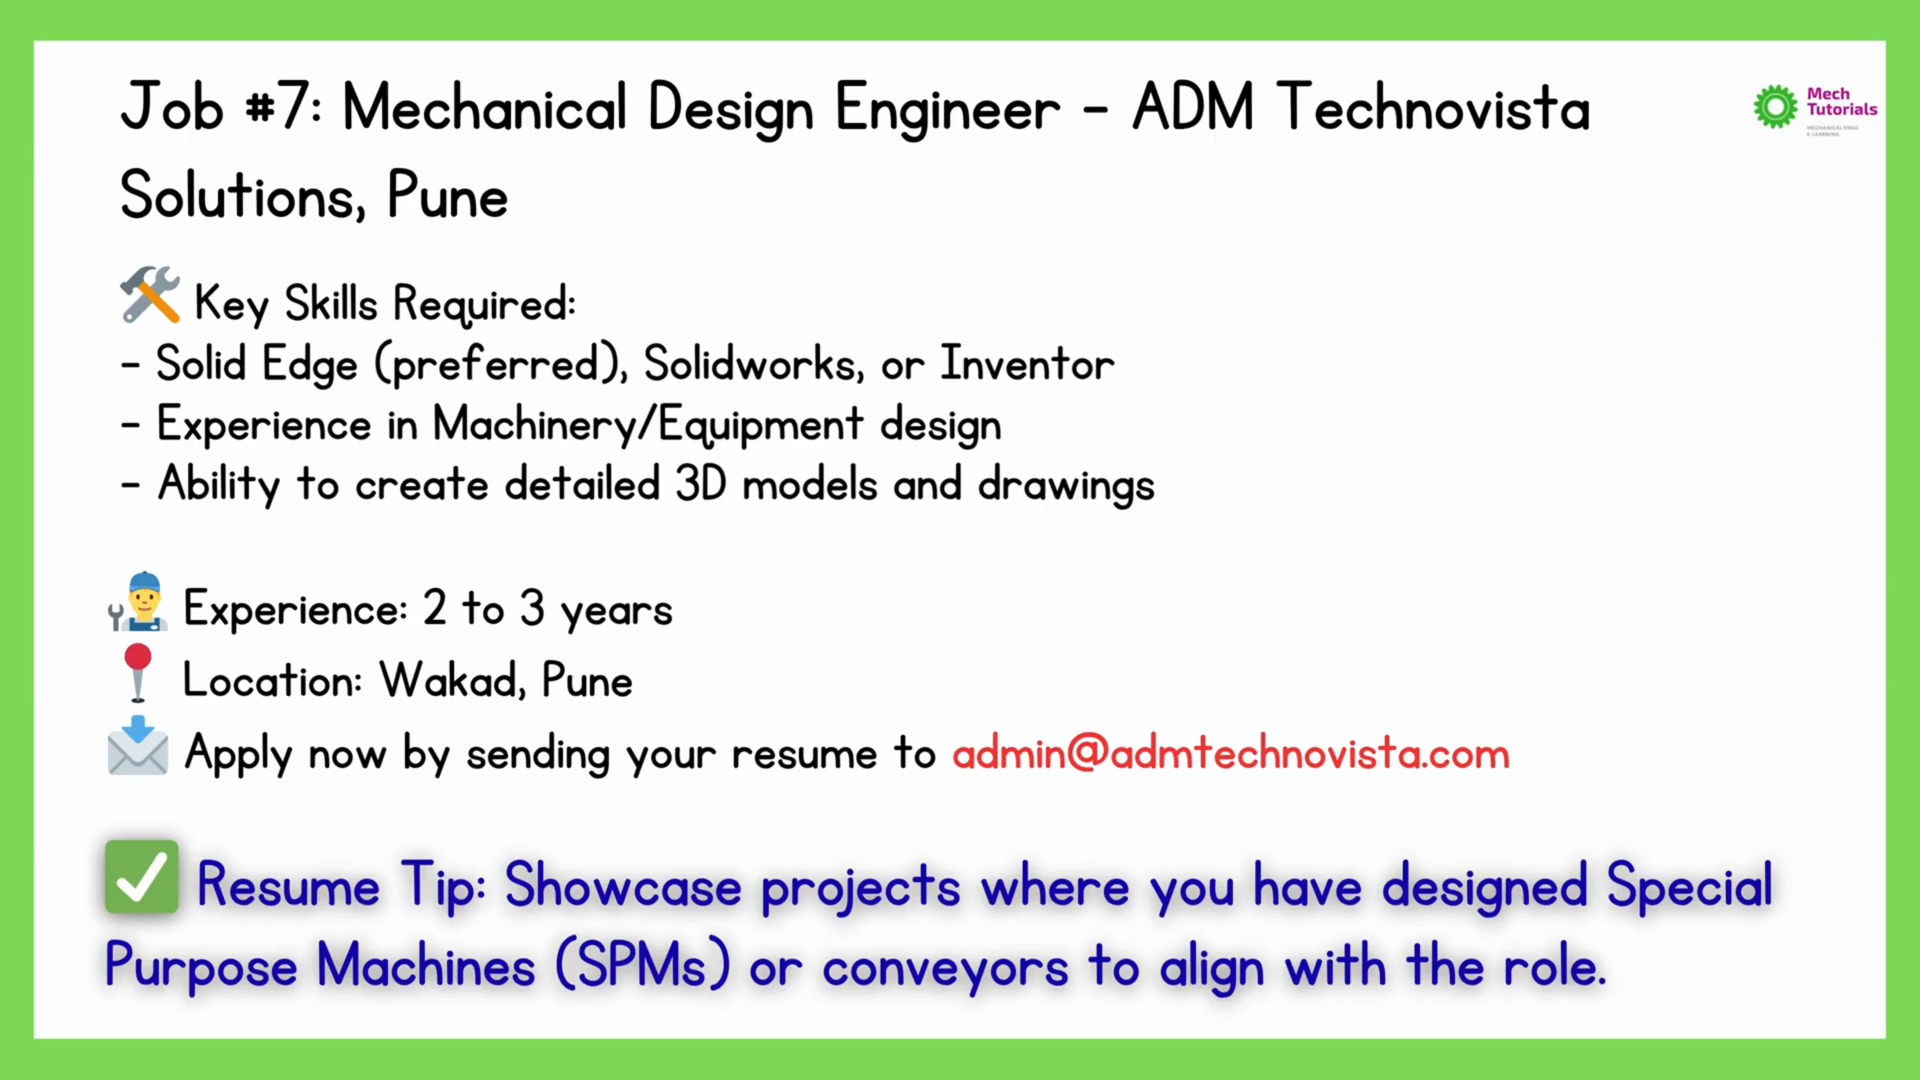 Job #7: Mechanical Design Engineer - ADM Technovista
Solutions, Pune
Mech
Tutorials
MECHANICAL ENGG
E LEARNING
Key Skills Required:
- Solid Edge (preferred), Solidworks, or Inventor
- Experience in Machinery/Equipment design
- Ability to create detailed 3D models and drawings
Experience: 2 to 3 years
Location: Wakad, Pune
Apply now by sending your resume to admin@admtechnovista.com
Resume Tip: Showcase projects where you have designed Special
Purpose Machines (SPMs) or conveyors to align with the role.